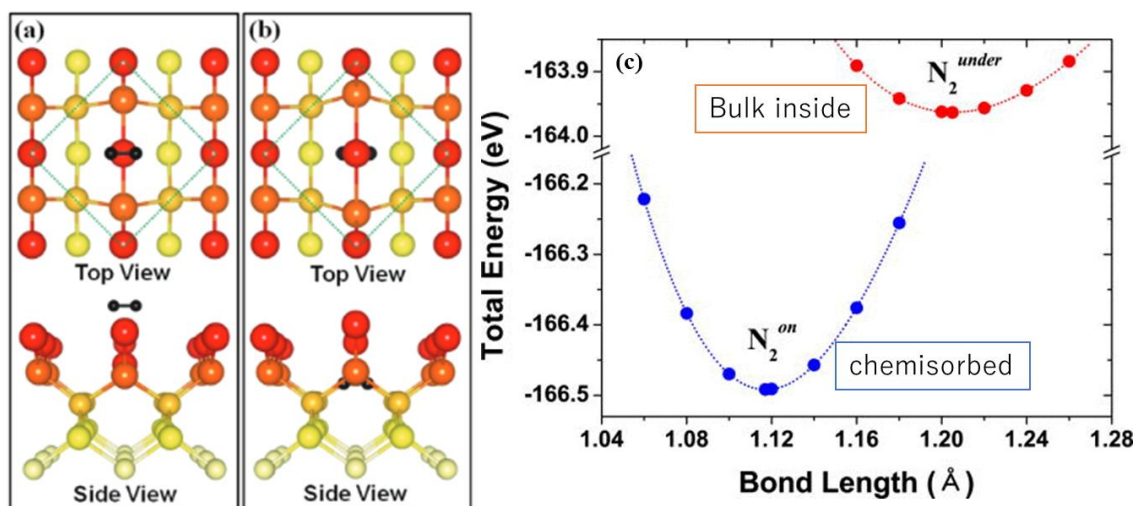 (a)
Top View
Side View
(b)
Top View
Side View
(c)
Total Energy (eV)
-163.9
-164.0
-166.2
-166.3
-166.4
-166.5
N₂ᵘⁿᵈᵉʳ
Bulk inside
N₂ᵒⁿ
chemisorbed
1.04 1.08 1.12 1.16 1.20 1.24 1.28
Bond Length (Å)